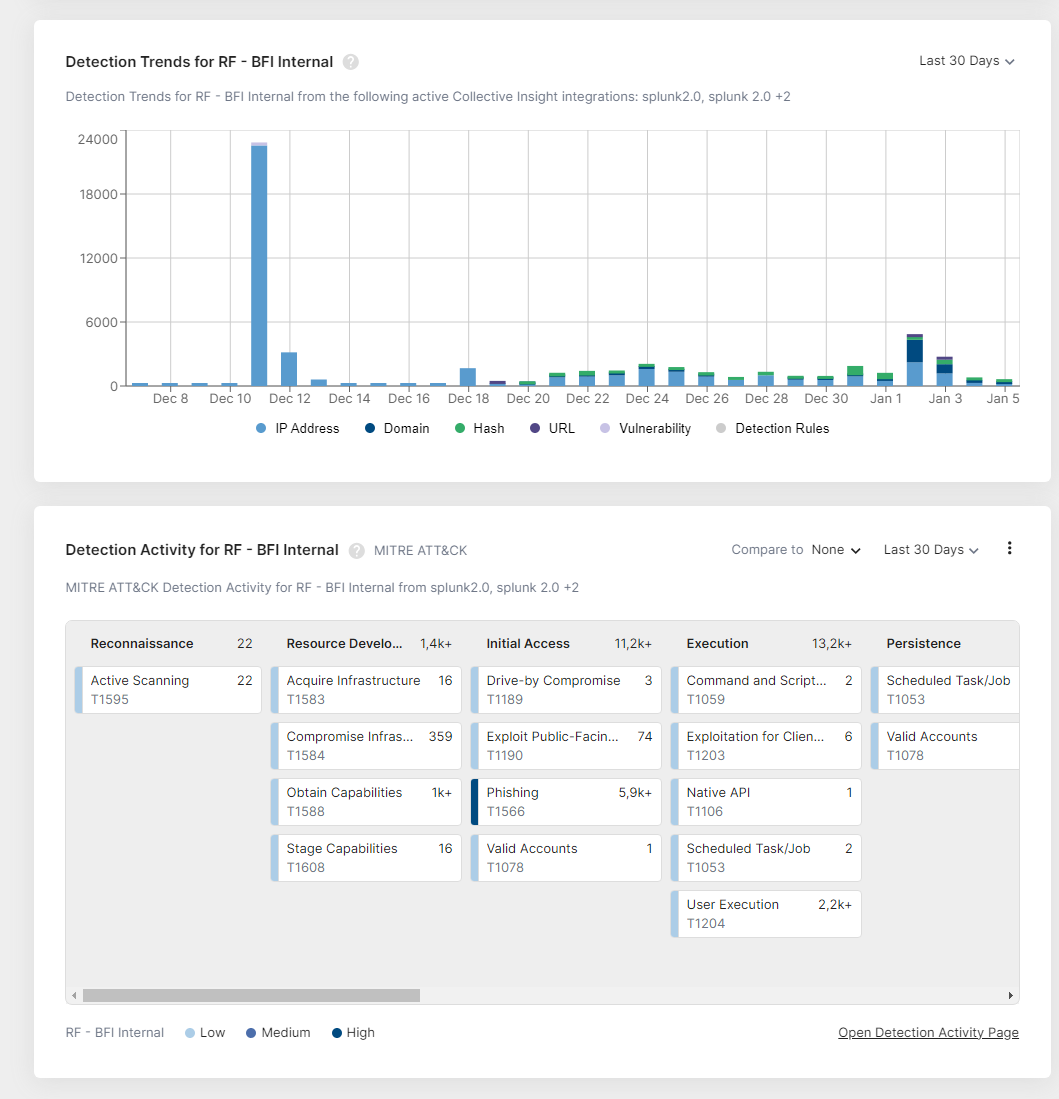 Detection Trends for RF - BFI Internal ?
Last 30 Days
Detection Trends for RF - BFI Internal from the following active Collective Insight integrations: splunk2.0, splunk 2.0 +2
24000
18000
12000
6000
0
Dec 8 Dec 10 Dec 12 Dec 14 Dec 16 Dec 18 Dec 20 Dec 22 Dec 24 Dec 26 Dec 28 Dec 30 Jan 1 Jan 3 Jan 5
IP Address Domain Hash URL Vulnerability Detection Rules
Detection Activity for RF - BFI Internal ? MITRE ATT&CK
Compare to None Last 30 Days
MITRE ATT&CK Detection Activity for RF - BFI Internal from splunk2.0, splunk 2.0 +2
Reconnaissance 22
Active Scanning 22
T1595
Resource Develo... 1,4k+
Acquire Infrastructure 16
T1583
Compromise Infras... 359
T1584
Obtain Capabilities 1k+
T1588
Stage Capabilities 16
T1608
Initial Access 11,2k+
Drive-by Compromise 3
T1189
Exploit Public-Facin... 74
T1190
Phishing 5,9k+
T1566
Valid Accounts 1
T1078
Execution 13,2k+
Command and Script... 2
T1059
Exploitation for Clien... 6
T1203
Native API 1
T1106
Scheduled Task/Job 2
T1053
User Execution 2,2k+
T1204
Persistence
Scheduled Task/Job
T1053
Valid Accounts
T1078
RF - BFI Internal Low Medium High
Open Detection Activity Page